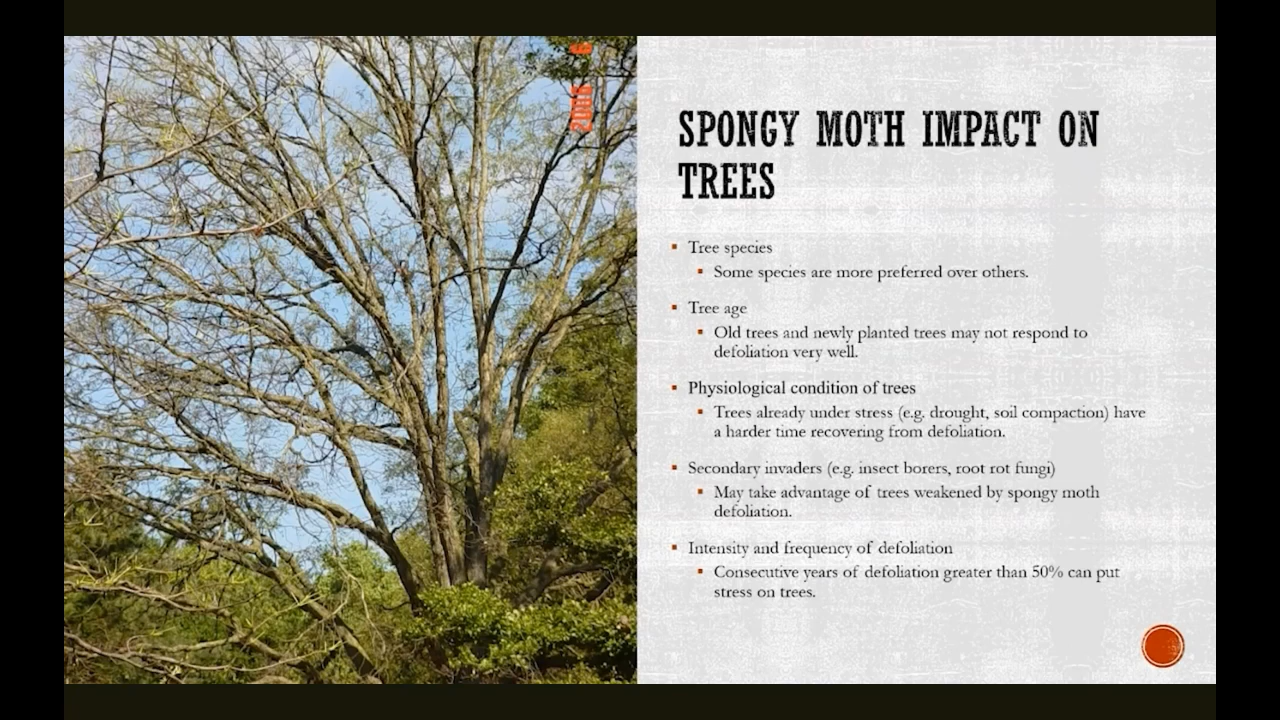 SPONGY MOTH IMPACT ON
TREES
Tree species
Some species are more preferred over others.
Tree age
Old trees and newly planted trees may not respond to
defoliation very well.
Physiological condition of trees
Trees already under stress (e.g. drought, soil compaction) have
a harder time recovering from defoliation.
Secondary invaders (e.g. insect borers, root rot fungi)
May take advantage of trees weakened by spongy moth
defoliation.
Intensity and frequency of defoliation
Consecutive years of defoliation greater than 50% can put
stress on trees.